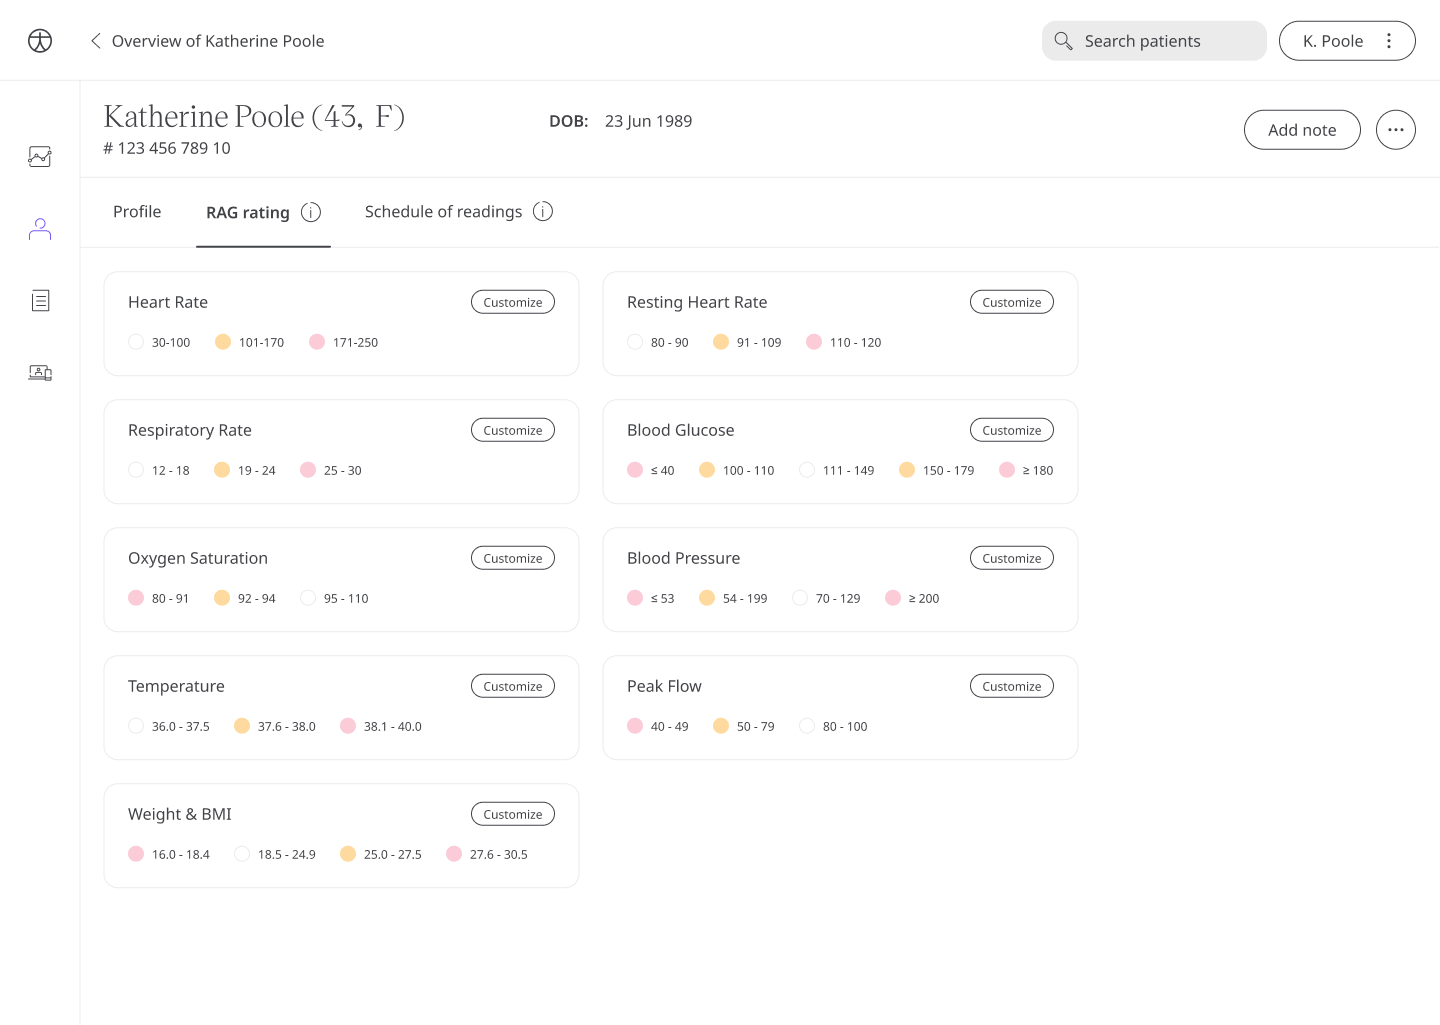 Overview of Katherine Poole
Search patients
K. Poole
Katherine Poole (43, F)
DOB: 23 Jun 1989
# 123 456 789 10
Add note
Profile
RAG rating
Schedule of readings
Heart Rate
Customize
30-100 101-170 171-250
Resting Heart Rate
Customize
80 - 90 91 - 109 110 - 120
Respiratory Rate
Customize
12 - 18 19 - 24 25 - 30
Blood Glucose
Customize
≤ 40 100 - 110 111 - 149 150 - 179 ≥ 180
Oxygen Saturation
Customize
80 - 91 92 - 94 95 - 110
Blood Pressure
Customize
≤ 53 54 - 199 70 - 129 ≥ 200
Temperature
Customize
36.0 - 37.5 37.6 - 38.0 38.1 - 40.0
Peak Flow
Customize
40 - 49 50 - 79 80 - 100
Weight & BMI
Customize
16.0 - 18.4 18.5 - 24.9 25.0 - 27.5 27.6 - 30.5